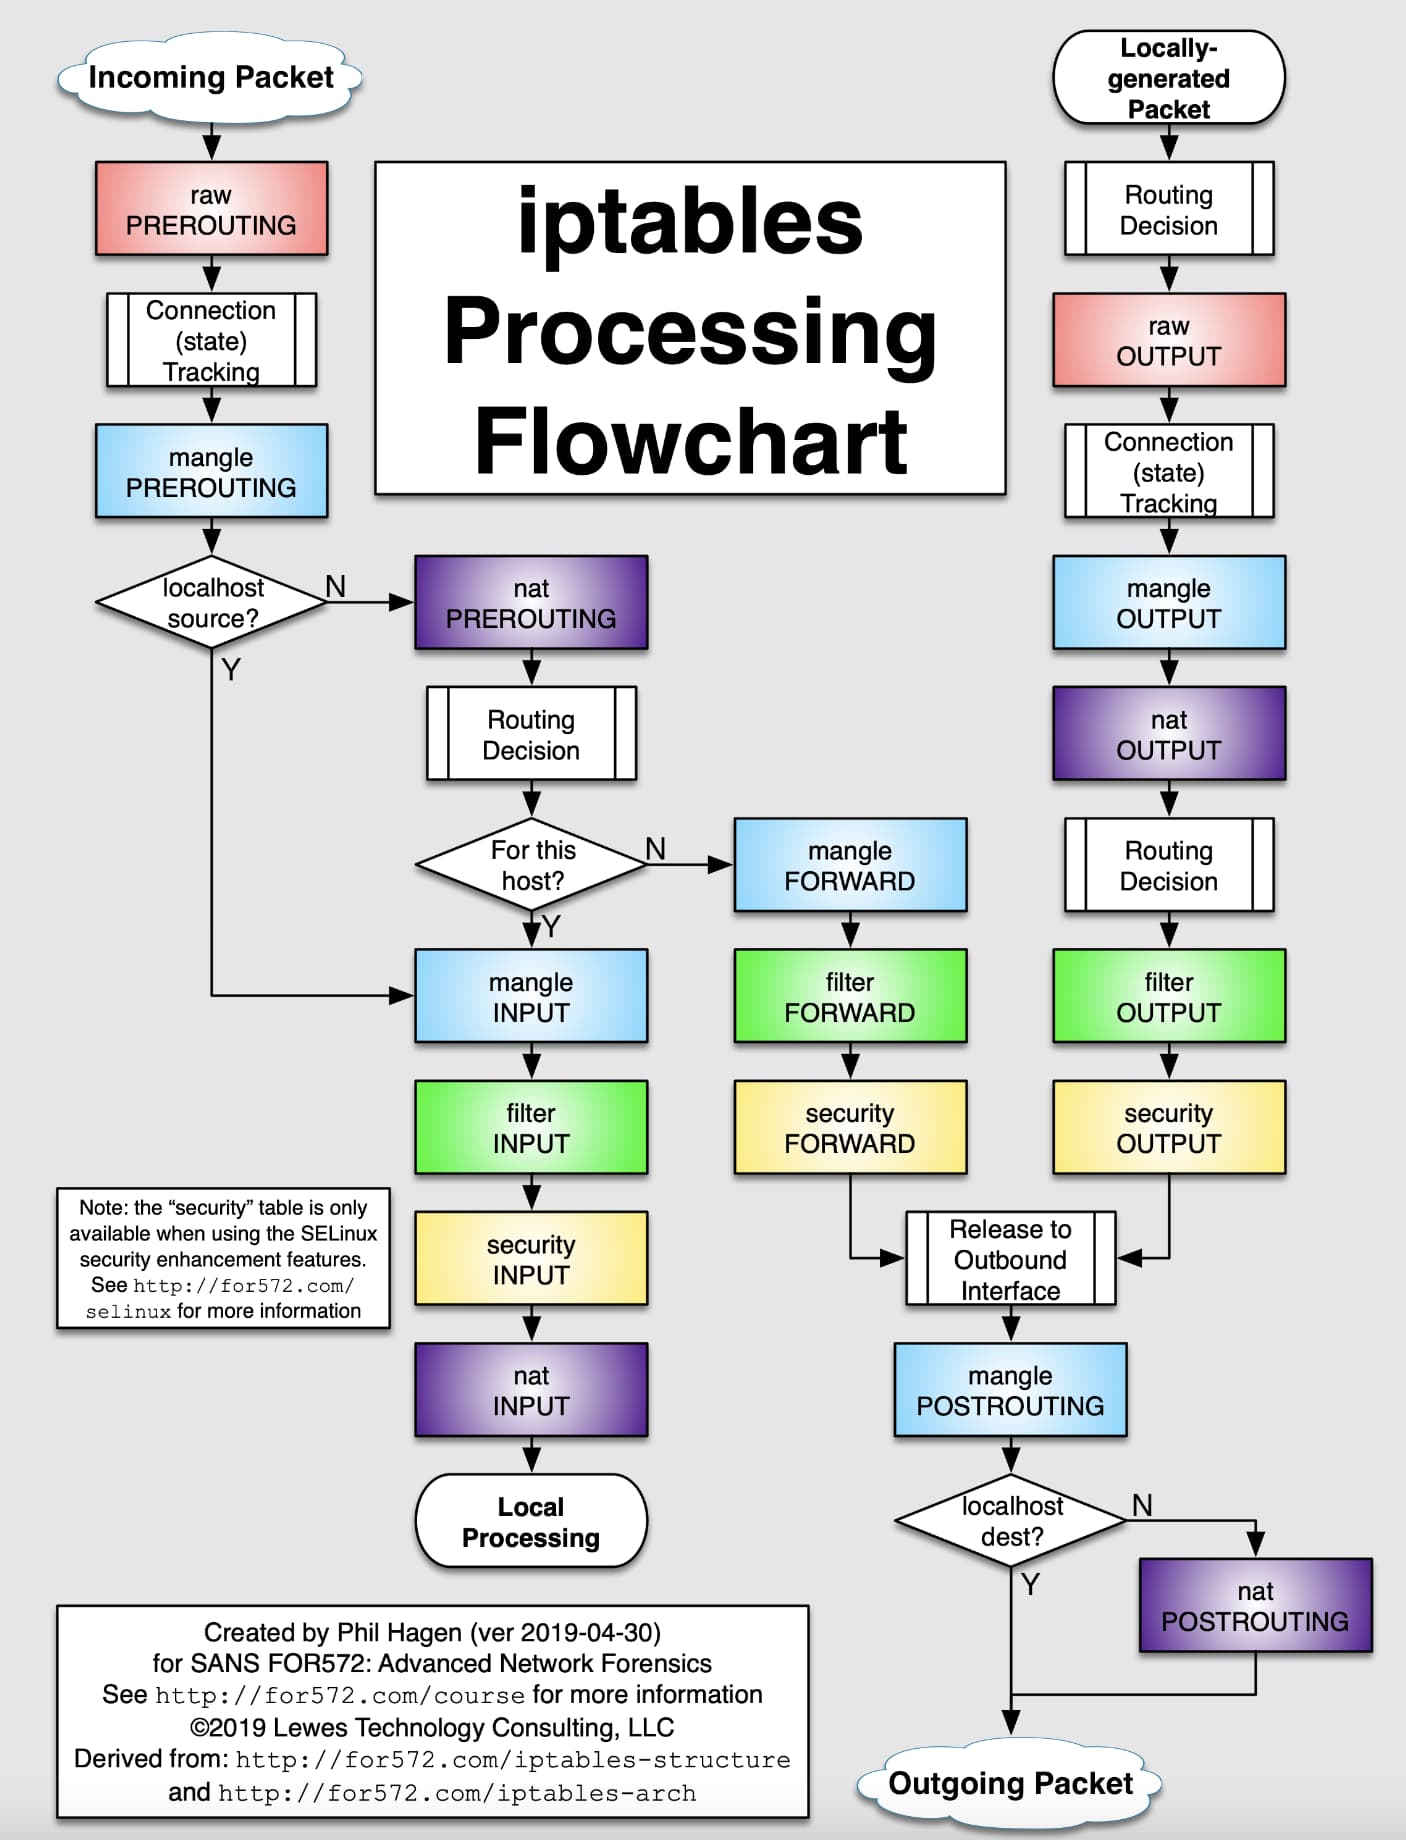 Incoming Packet
raw
PREROUTING
Connection
(state)
Tracking
mangle
PREROUTING
localhost
source?
N
Y
iptables
Processing
Flowchart
nat
PREROUTING
Routing
Decision
For this
host?
N
Y
mangle
INPUT
filter
INPUT
security
INPUT
nat
INPUT
Local
Processing
mangle
FORWARD
filter
FORWARD
security
FORWARD
Locally-
generated
Packet
Routing
Decision
raw
OUTPUT
Connection
(state)
Tracking
mangle
OUTPUT
nat
OUTPUT
Routing
Decision
filter
OUTPUT
security
OUTPUT
Release to
Outbound
Interface
mangle
POSTROUTING
localhost
dest?
N
Y
nat
POSTROUTING
Outgoing Packet
Note: the “security” table is only
available when using the SELinux
security enhancement features.
See http://for572.com/
selinux for more information
Created by Phil Hagen (ver 2019-04-30)
for SANS FOR572: Advanced Network Forensics
See http://for572.com/course for more information
©2019 Lewes Technology Consulting, LLC
Derived from: http://for572.com/iptables-structure
and http://for572.com/iptables-arch